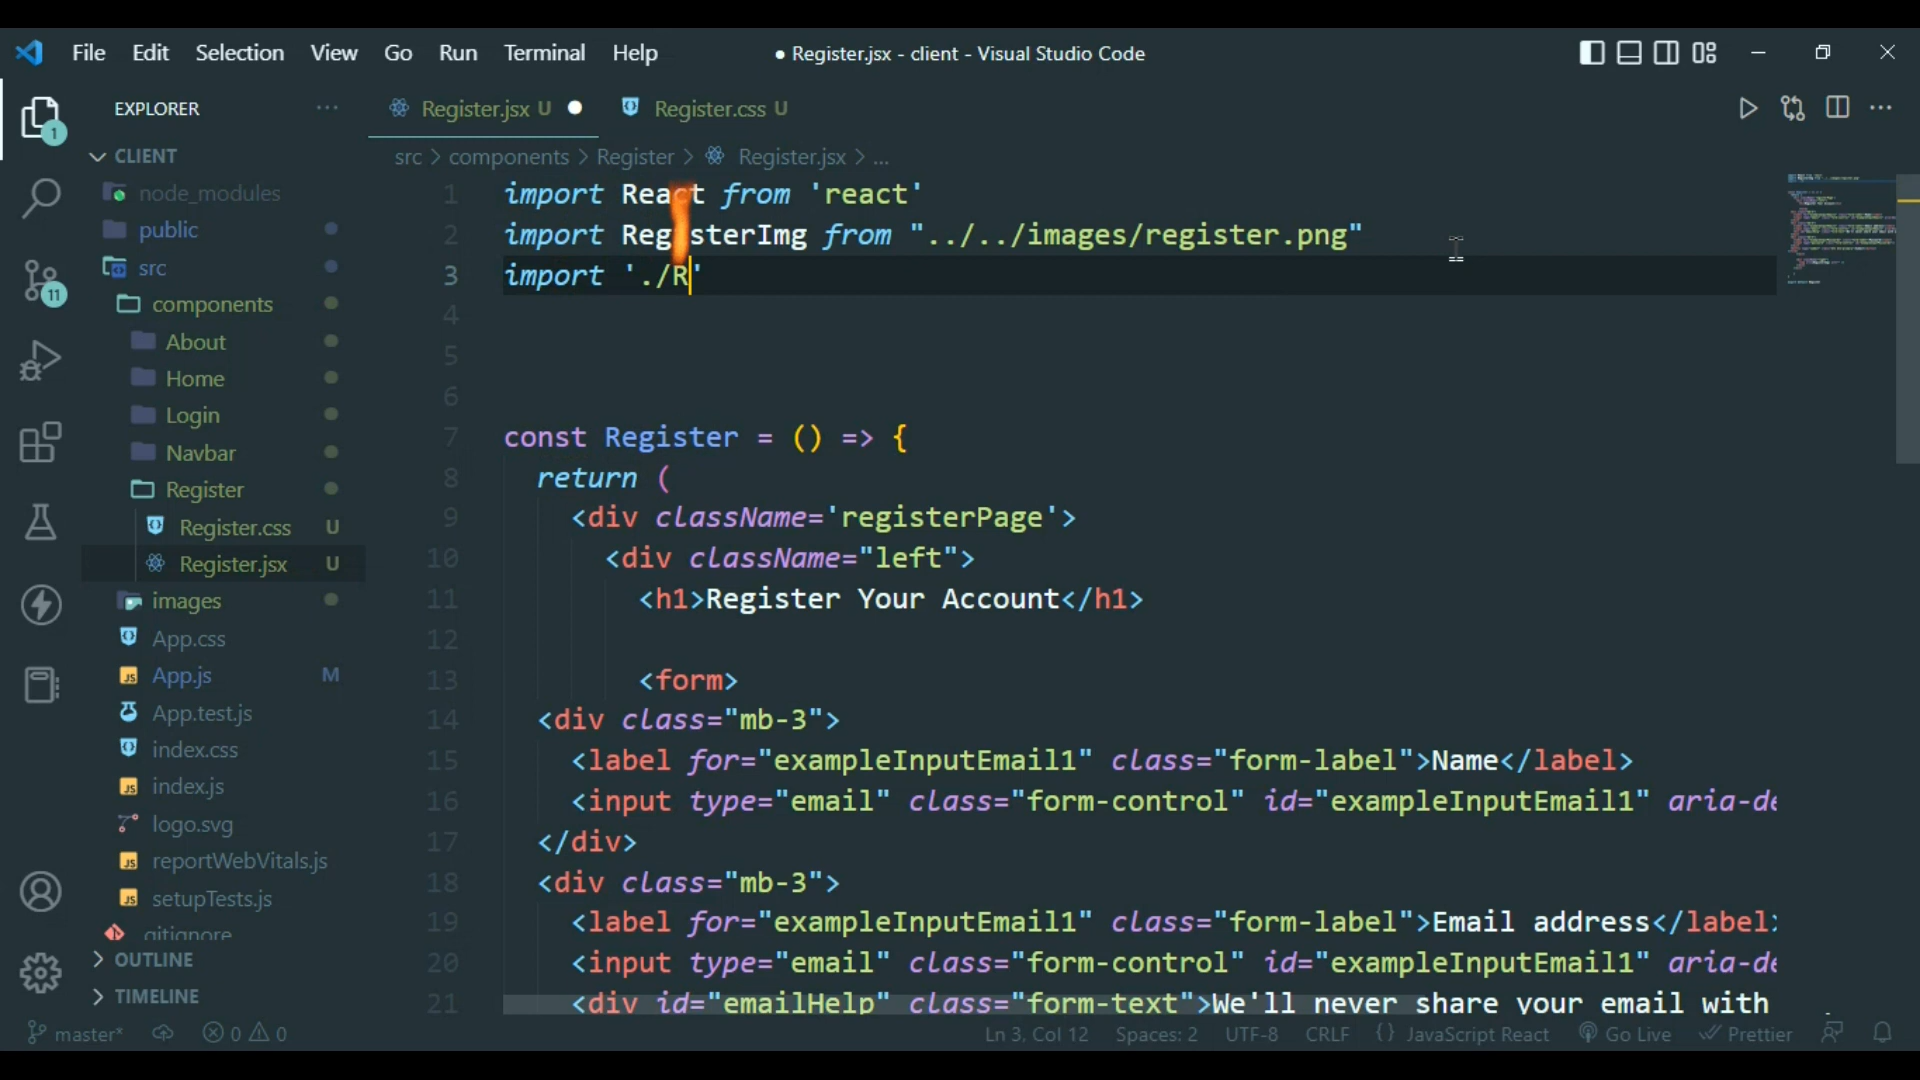 File Edit Selection View Go Run Terminal Help
● Register.jsx - client - Visual Studio Code
EXPLORER ···
Register.jsx U ●
Register.css U
src > components > Register > Register.jsx > ...
1
11
CLIENT
node_modules
public
src
components
About
Home
Login
Navbar
Register
Register.css U
Register.jsx U
images
App.css
App.js M
App.test.js
index.css
index.js
logo.svg
reportWebVitals.js
setupTests.js
.gitignore
OUTLINE
TIMELINE
1 import React from 'react'
2 import RegisterImg from "../../images/register.png"
3 import './R'
4
5
6
7 const Register = () => {
8 return (
9 <div className='registerPage'>
10 <div className="left">
11 <h1>Register Your Account</h1>
12
13 <form>
14 <div class="mb-3">
15 <label for="exampleInputEmail1" class="form-label">Name</label>
16 <input type="email" class="form-control" id="exampleInputEmail1" aria-de
17 </div>
18 <div class="mb-3">
19 <label for="exampleInputEmail1" class="form-label">Email address</label>
20 <input type="email" class="form-control" id="exampleInputEmail1" aria-de
21 <div id="emailHelp" class="form-text">We'll never share your email with
master* 0 0
Ln 3, Col 12 Spaces: 2 UTF-8 CRLF {} JavaScript React Go Live Prettier